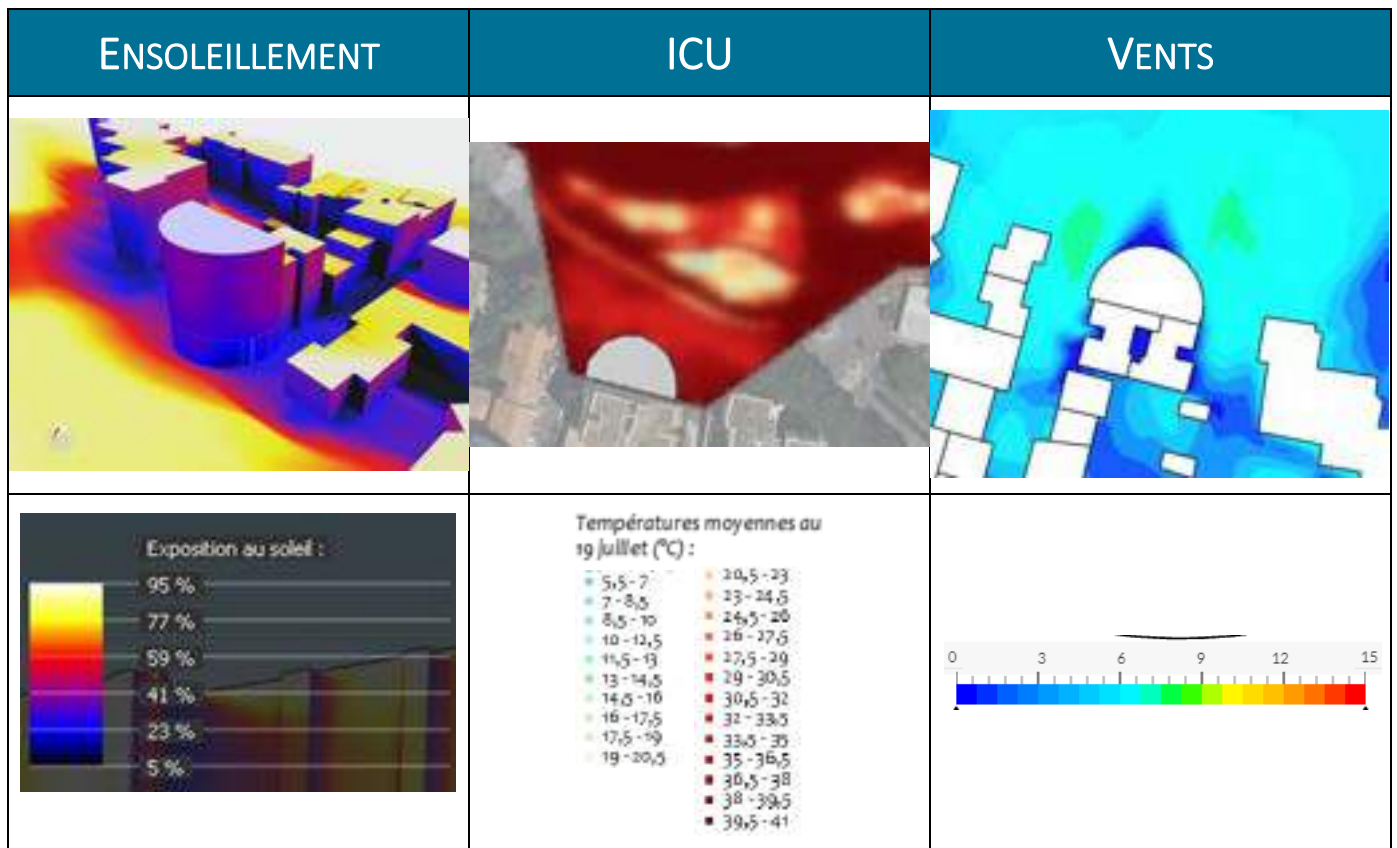 ENSOLEILLEMENT
ICU
VENTS
Exposition au soleil :
95 %
77 %
59 %
41 %
23 %
5 %
Températures moyennes au
19 juillet (°C) :
5,5 - 7
7 - 8,5
8,5 - 10
10 - 12,5
11,5 - 13
13 - 14,5
14,5 - 16
16 - 17,5
17,5 - 19
19 - 20,5
20,5 - 23
23 - 24,5
24,5 - 26
26 - 27,5
27,5 - 29
29 - 30,5
30,5 - 32
32 - 33,5
33,5 - 35
35 - 36,5
36,5 - 38
38 - 39,5
39,5 - 41
0 3 6 9 12 15